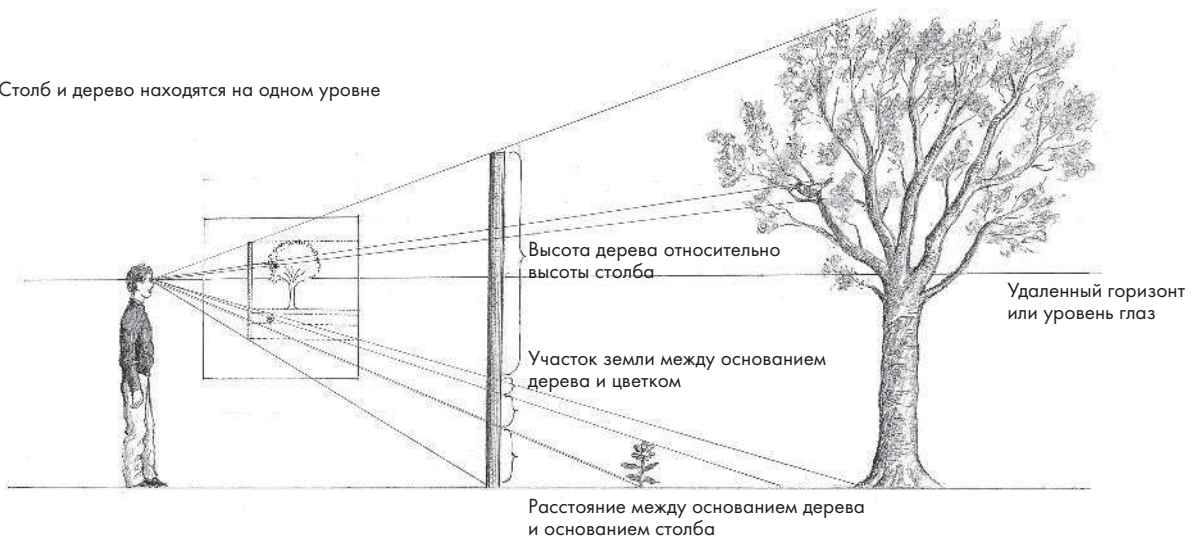 Столб и дерево находятся на одном уровне
Высота дерева относительно
высоты столба
Удаленный горизонт
или уровень глаз
Участок земли между основанием
дерева и цветком
Расстояние между основанием дерева
и основанием столба